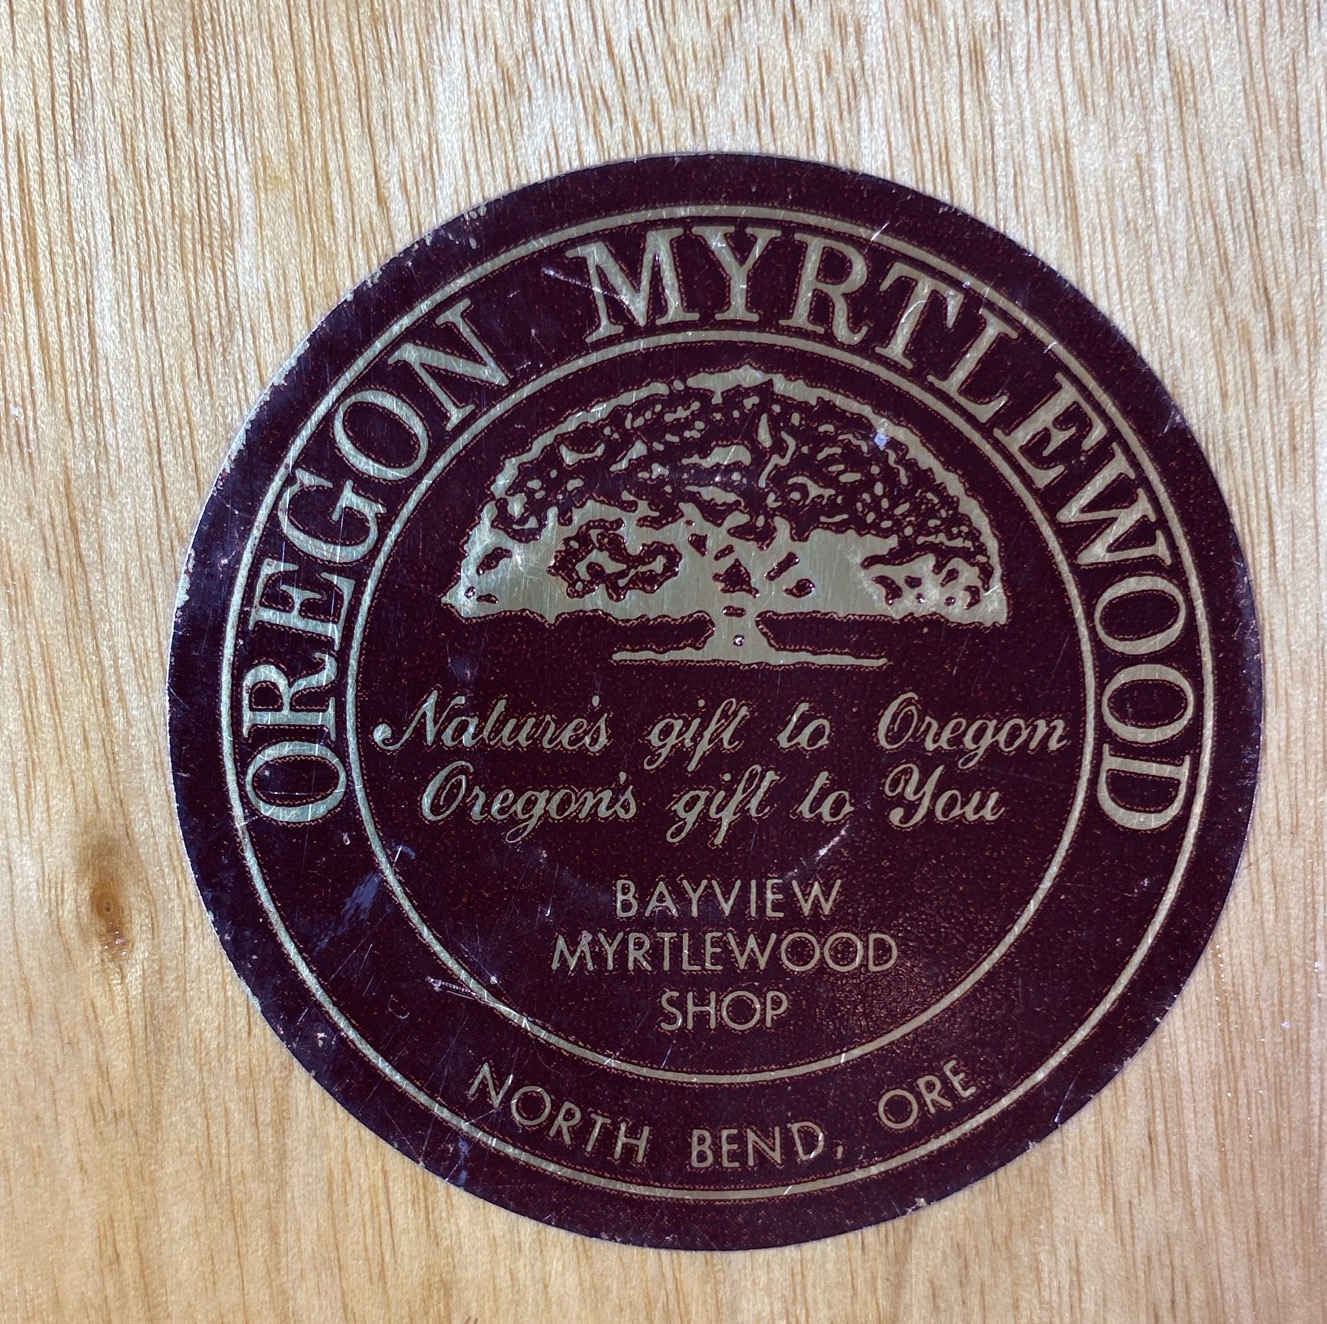 OREGON MYRTLEWOOD
Nature's gift to Oregon
Oregon's gift to You
BAYVIEW
MYRTLEWOOD
SHOP
NORTH BEND, ORE